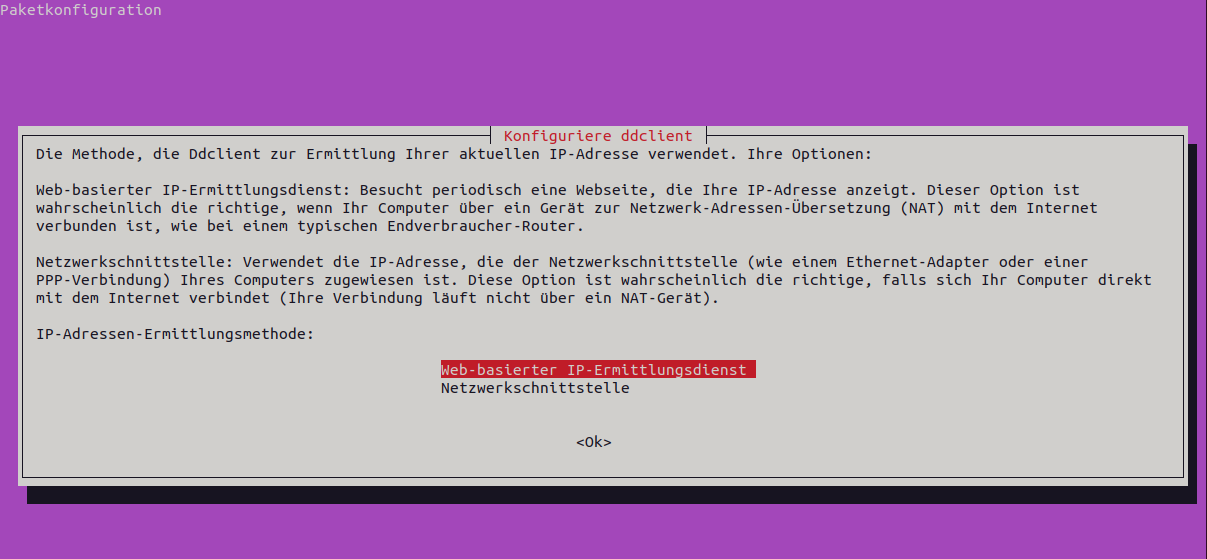 Paketkonfiguration
Konfiguriere ddclient
Die Methode, die Ddclient zur Ermittlung Ihrer aktuellen IP-Adresse verwendet. Ihre Optionen:
Web-basierter IP-Ermittlungsdienst: Besucht periodisch eine Webseite, die Ihre IP-Adresse anzeigt. Dieser Option ist
wahrscheinlich die richtige, wenn Ihr Computer über ein Gerät zur Netzwerk-Adressen-Übersetzung (NAT) mit dem Internet
verbunden ist, wie bei einem typischen Endverbraucher-Router.
Netzwerkschnittstelle: Verwendet die IP-Adresse, die der Netzwerkschnittstelle (wie einem Ethernet-Adapter oder einer
PPP-Verbindung) Ihres Computers zugewiesen ist. Diese Option ist wahrscheinlich die richtige, falls sich Ihr Computer direkt
mit dem Internet verbindet (Ihre Verbindung läuft nicht über ein NAT-Gerät).
IP-Adressen-Ermittlungsmethode:
Web-basierter IP-Ermittlungsdienst
Netzwerkschnittstelle
<Ok>